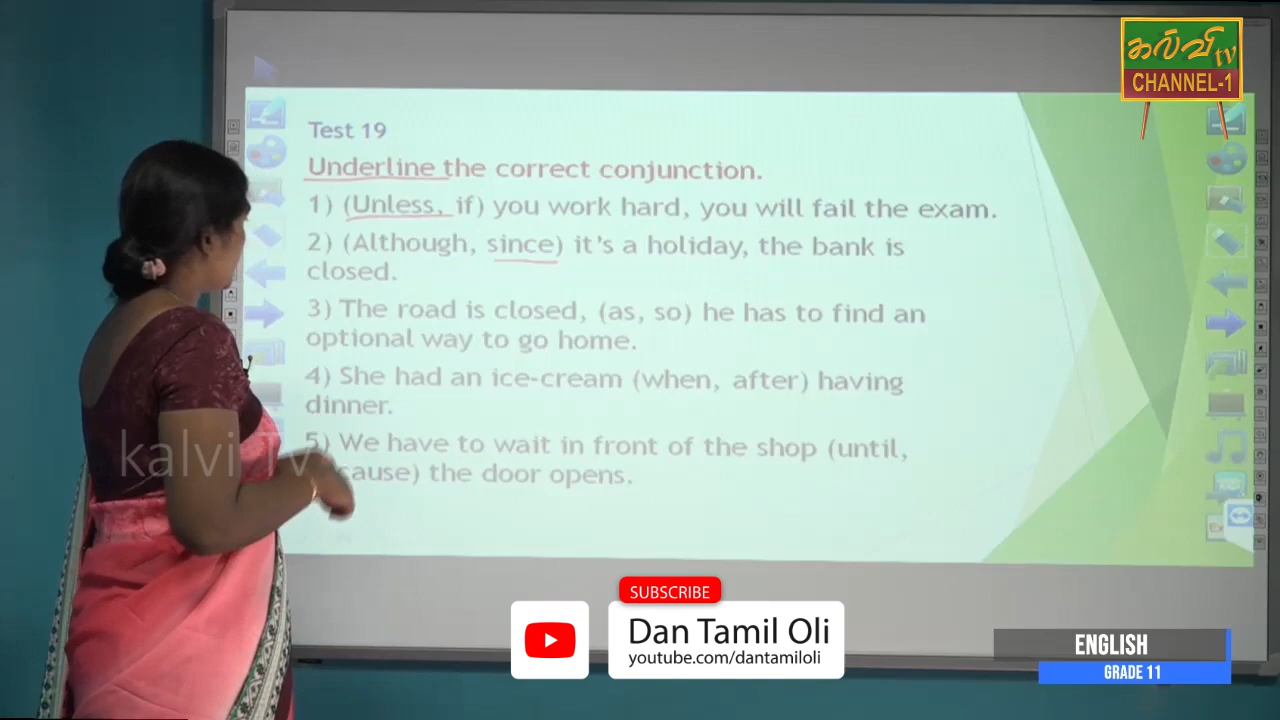 கல்வி tv
CHANNEL-1
Test 19
Underline the correct conjunction.
1) (Unless, if) you work hard, you will fail the exam.
2) (Although, since) it's a holiday, the bank is
closed.
3) The road is closed, (as, so) he has to find an
optional way to go home.
4) She had an ice-cream (when, after) having
dinner.
5) We have to wait in front of the shop (until,
cause) the door opens.
kalvi Tv
SUBSCRIBE
Dan Tamil Oli
youtube.com/dantamiloli
ENGLISH
GRADE 11